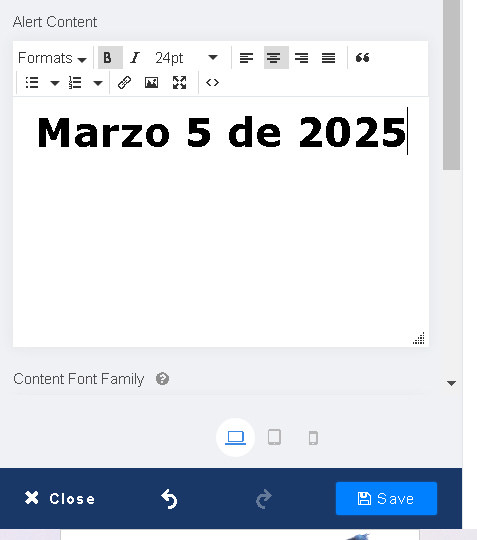 Alert Content
Formats B I 24pt
Marzo 5 de 2025
Content Font Family ?
Close Save